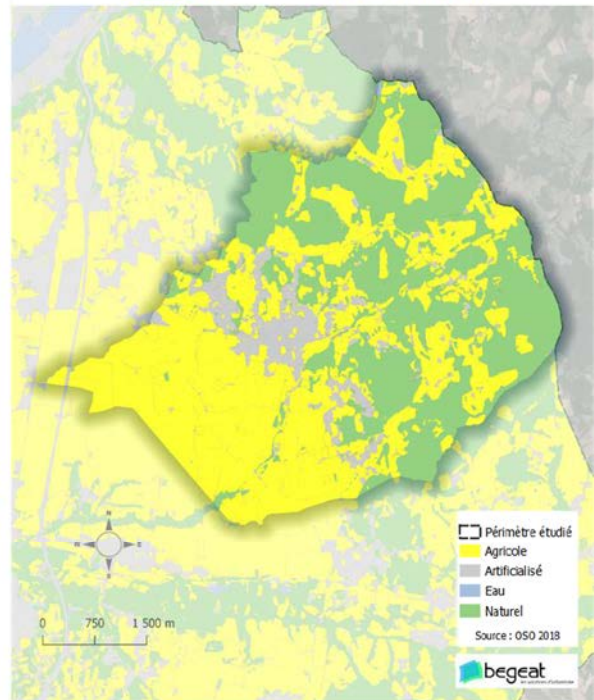 N
N
E
S
0 750 1 500 m
Périmètre étudié
Agricole
Artificialisé
Eau
Naturel
Source : OSO 2018
begeat